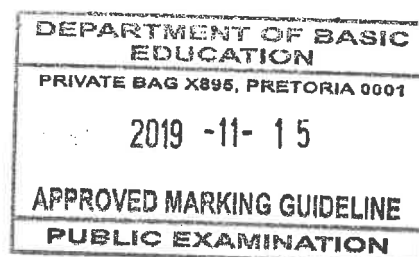 DEPARTMENT OF BASIC
EDUCATION
PRIVATE BAG X895, PRETORIA 0001
2019 -11- 15
APPROVED MARKING GUIDELINE
PUBLIC EXAMINATION